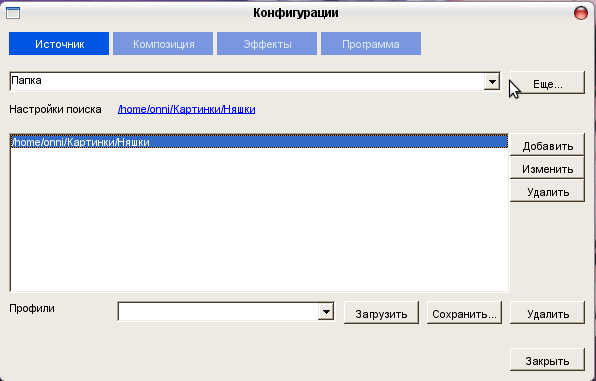 Конфигурации
Источник Композиция Эффекты Программа
Папка Еще...
Настройки поиска /home/onni/Картинки/Няшки
/home/onni/Картинки/Няшки
Добавить
Изменить
Удалить
Профили Загрузить Сохранить... Удалить
Закрыть